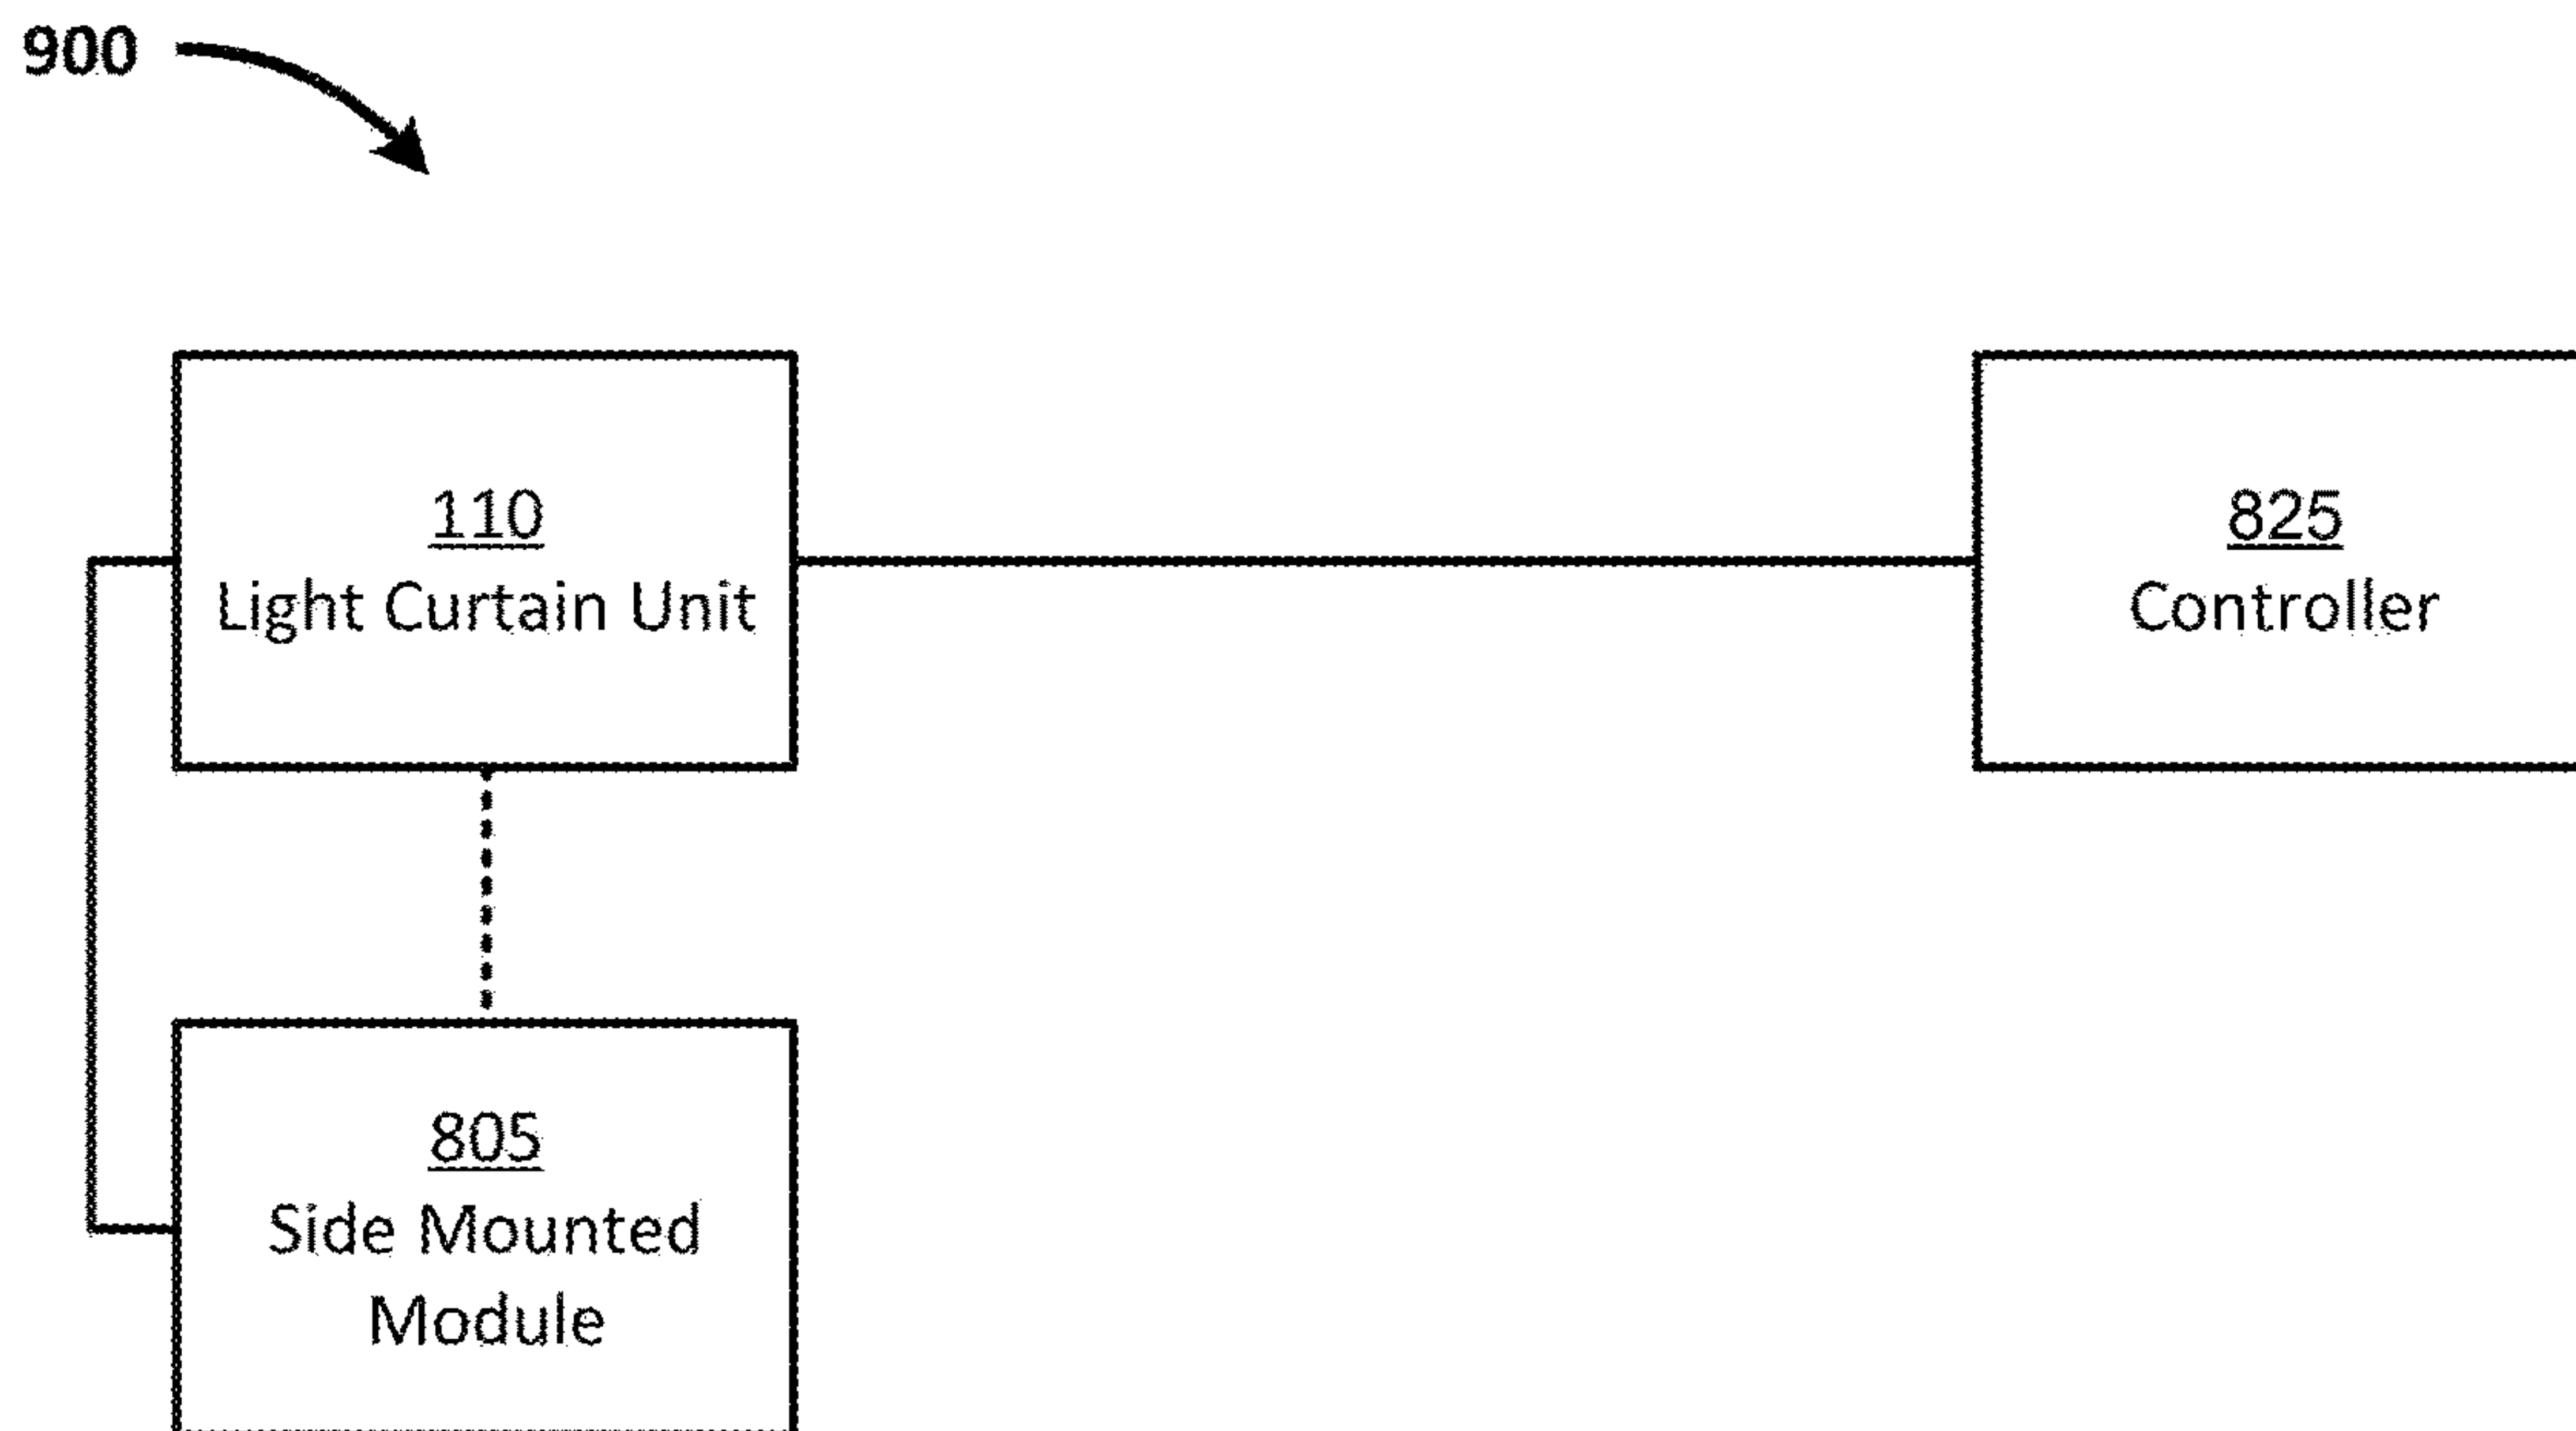 900
110
Light Curtain Unit
825
Controller
805
Side Mounted
Module